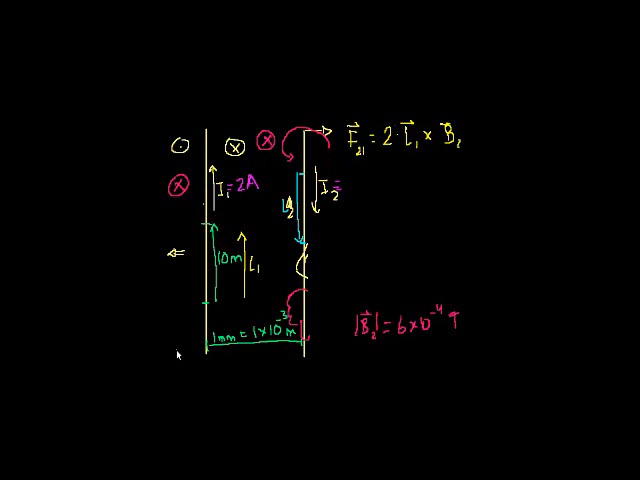 F₂₁ = 2 · L₁ × B₂
I₁ = 2A
I₂ =
L₂
10m
L₁
1mm = 1×10⁻³ m
|B₂| = 6×10⁻⁴ T